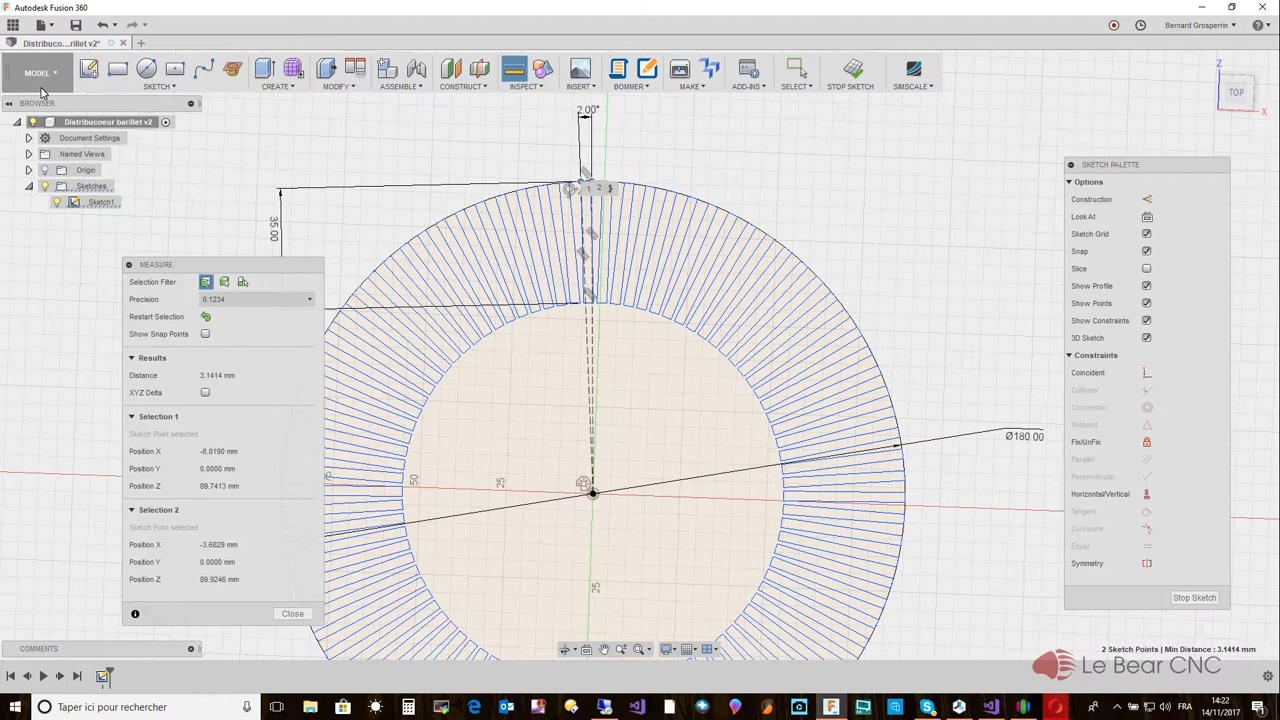 Autodesk Fusion 360
Bernard Grosperrin
Distribuco...rillet v2*
MODEL
SKETCH
CREATE
MODIFY
ASSEMBLE
CONSTRUCT
INSPECT
INSERT
BOMMER
MAKE
ADD-INS
SELECT
STOP SKETCH
SIMSCALE
Z
TOP
X
BROWSER
Distribucoeur barillet v2
Document Settings
Named Views
Origin
Sketches
Sketch1
2.00°
1 2
35.00
Ø180.00
50
25
25
MEASURE
Selection Filter
Precision 0.1234
Restart Selection
Show Snap Points
Results
Distance 3.1414 mm
XYZ Delta
Selection 1
Sketch Point selected
Position X -6.8190 mm
Position Y 0.0000 mm
Position Z 89.7413 mm
Selection 2
Sketch Point selected
Position X -3.6829 mm
Position Y 0.0000 mm
Position Z 89.9246 mm
Close
SKETCH PALETTE
Options
Construction
Look At
Sketch Grid
Snap
Slice
Show Profile
Show Points
Show Constraints
3D Sketch
Constraints
Coincident
Collinear
Concentric
Midpoint
Fix/UnFix
Parallel
Perpendicular
Horizontal/Vertical
Tangent
Curvature
Equal
Symmetry
Stop Sketch
COMMENTS
2 Sketch Points | Min Distance : 3.1414 mm
Le Bear CNC
Taper ici pour rechercher
FRA
14:22
14/11/2017